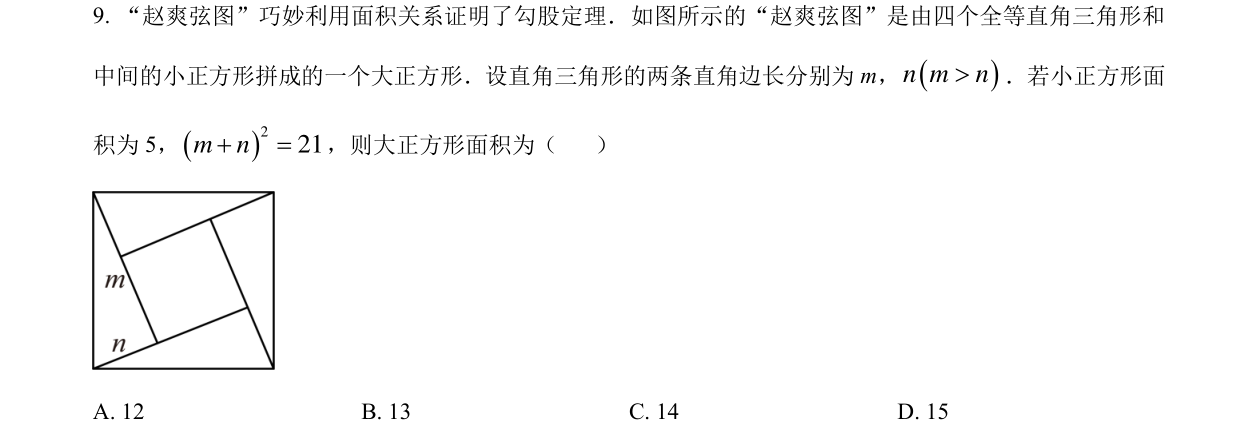 9. “赵爽弦图”巧妙利用面积关系证明了勾股定理．如图所示的“赵爽弦图”是由四个全等直角三角形和
中间的小正方形拼成的一个大正方形．设直角三角形的两条直角边长分别为 m，n(m > n)．若小正方形面
积为 5，(m + n)² = 21，则大正方形面积为（　　）
m
n
A. 12 B. 13 C. 14 D. 15